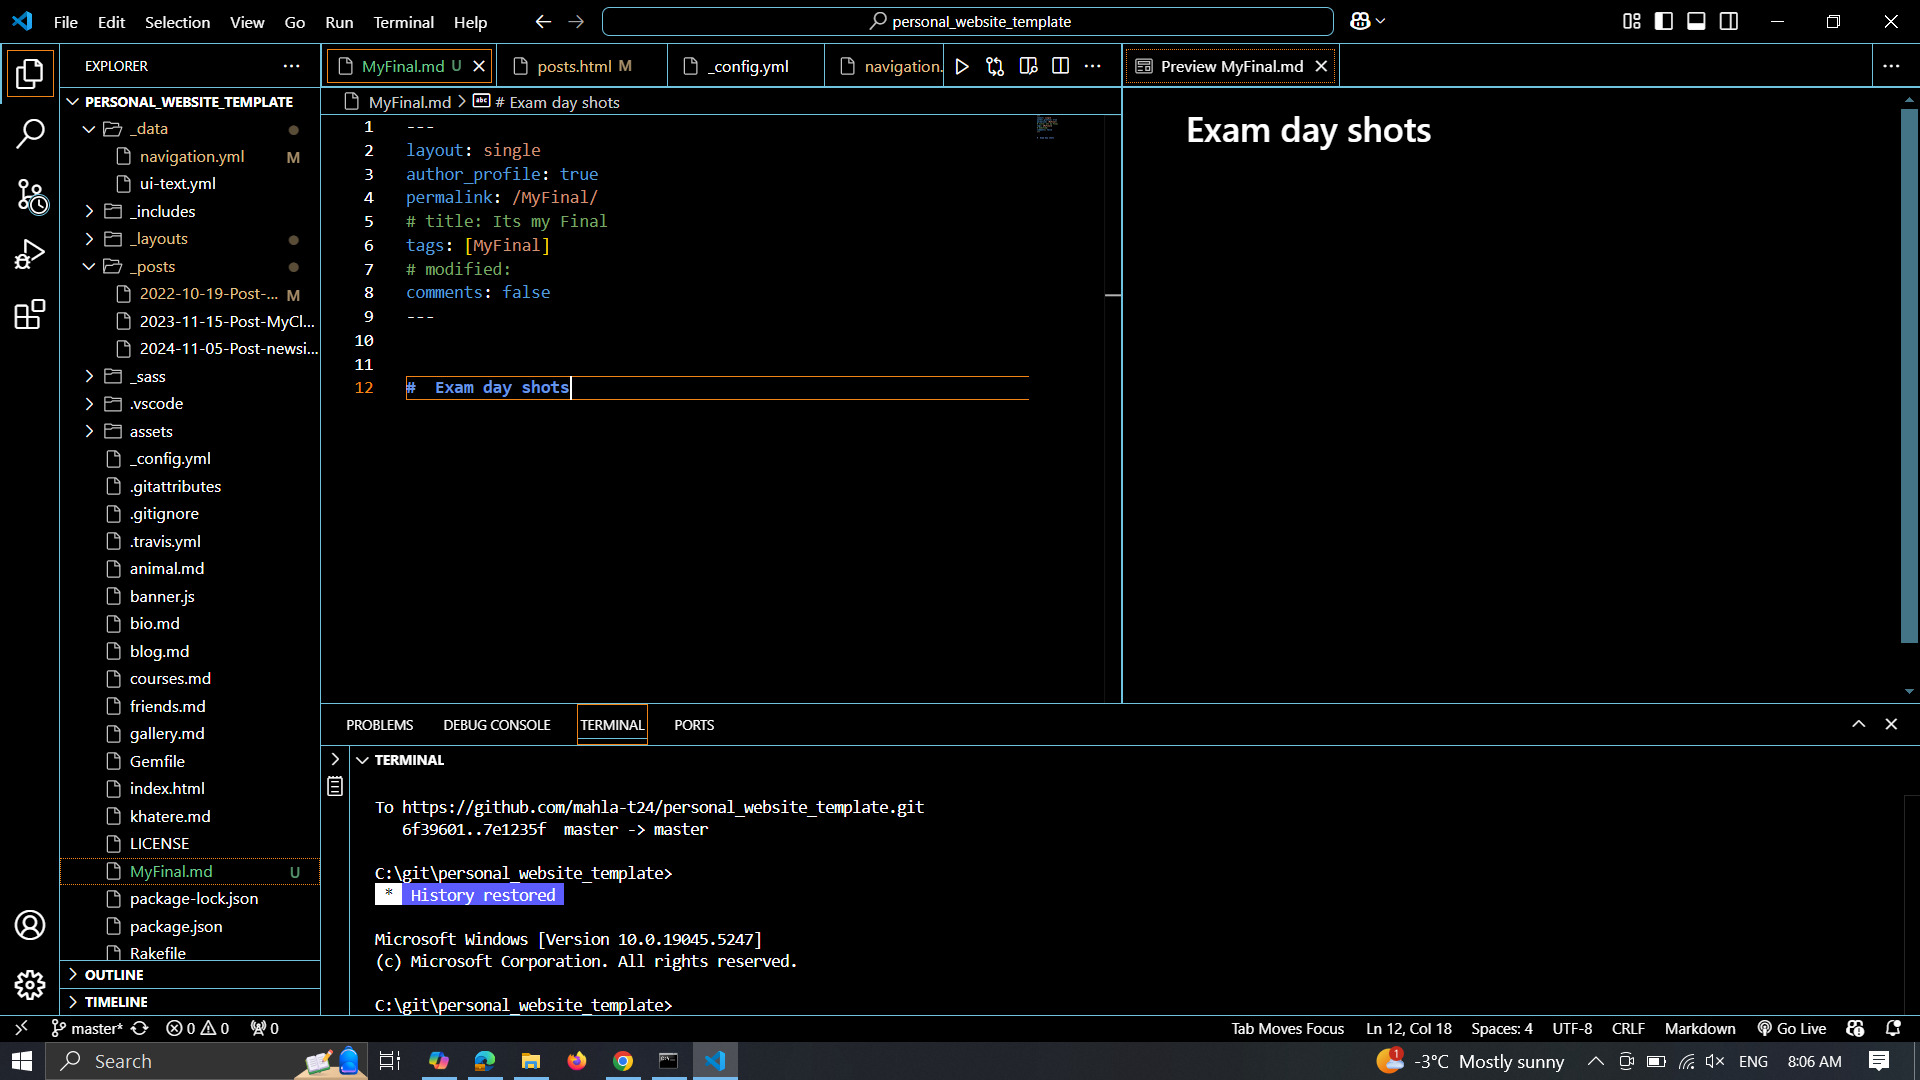 File Edit Selection View Go Run Terminal Help
personal_website_template
EXPLORER
PERSONAL_WEBSITE_TEMPLATE
_data
navigation.yml M
ui-text.yml
_includes
_layouts
_posts
2022-10-19-Post-... M
2023-11-15-Post-MyCl...
2024-11-05-Post-newsi...
_sass
.vscode
assets
_config.yml
.gitattributes
.gitignore
.travis.yml
animal.md
banner.js
bio.md
blog.md
courses.md
friends.md
gallery.md
Gemfile
index.html
khatere.md
LICENSE
MyFinal.md U
package-lock.json
package.json
Rakefile
OUTLINE
TIMELINE
MyFinal.md U
posts.html M
_config.yml
navigation.
MyFinal.md > # Exam day shots
1 ---
2 layout: single
3 author_profile: true
4 permalink: /MyFinal/
5 # title: Its my Final
6 tags: [MyFinal]
7 # modified:
8 comments: false
9 ---
10
11
12 #  Exam day shots
Preview MyFinal.md
Exam day shots
PROBLEMS DEBUG CONSOLE TERMINAL PORTS
TERMINAL
To https://github.com/mahla-t24/personal_website_template.git
6f39601..7e1235f  master -> master
C:\git\personal_website_template>
* History restored
Microsoft Windows [Version 10.0.19045.5247]
(c) Microsoft Corporation. All rights reserved.
C:\git\personal_website_template>
master* 0 0 0
Tab Moves Focus Ln 12, Col 18 Spaces: 4 UTF-8 CRLF Markdown Go Live
Search
1 -3°C Mostly sunny ENG 8:06 AM